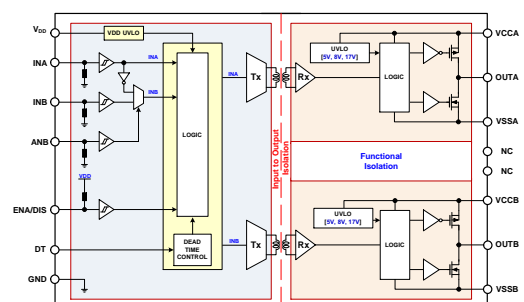 VDD
VDD UVLO
INA
INA
INB
INB
ANB
VDD
ENA/DIS
DT
GND
LOGIC
DEAD
TIME
CONTROL
INA
INB
Tx
Tx
Input to Output
Isolation
Rx
Rx
UVLO
[5V, 8V, 17V]
LOGIC
Functional
Isolation
UVLO
[5V, 8V, 17V]
LOGIC
VCCA
OUTA
VSSA
NC
NC
VCCB
OUTB
VSSB